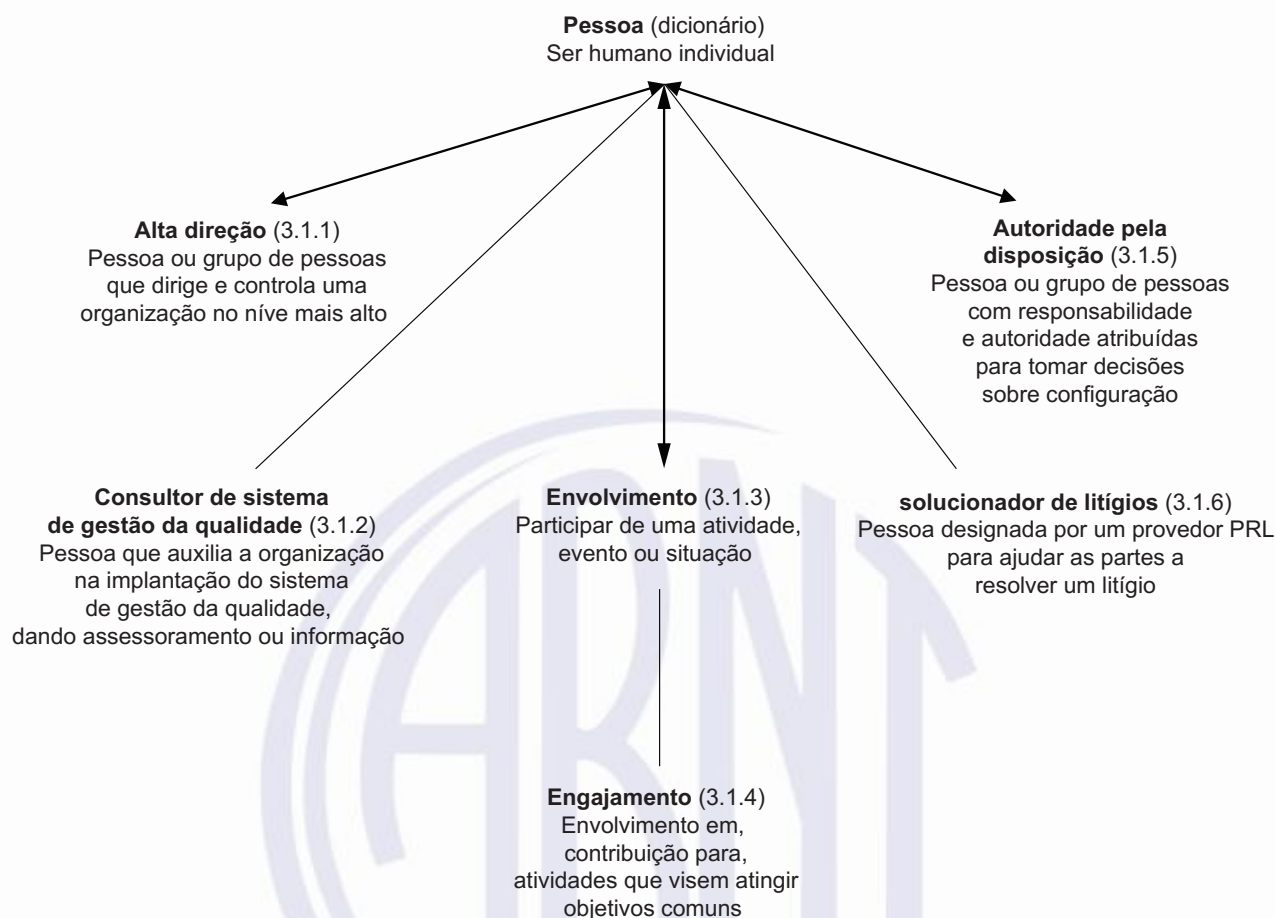 Pessoa (dicionário)
Ser humano individual
Alta direção (3.1.1)
Pessoa ou grupo de pessoas
que dirige e controla uma
organização no níve mais alto
Autoridade pela
disposição (3.1.5)
Pessoa ou grupo de pessoas
com responsabilidade
e autoridade atribuídas
para tomar decisões
sobre configuração
Consultor de sistema
de gestão da qualidade (3.1.2)
Pessoa que auxilia a organização
na implantação do sistema
de gestão da qualidade,
dando assessoramento ou informação
Envolvimento (3.1.3)
Participar de uma atividade,
evento ou situação
solucionador de litígios (3.1.6)
Pessoa designada por um provedor PRL
para ajudar as partes a
resolver um litígio
Engajamento (3.1.4)
Envolvimento em,
contribuição para,
atividades que visem atingir
objetivos comuns
ABNT